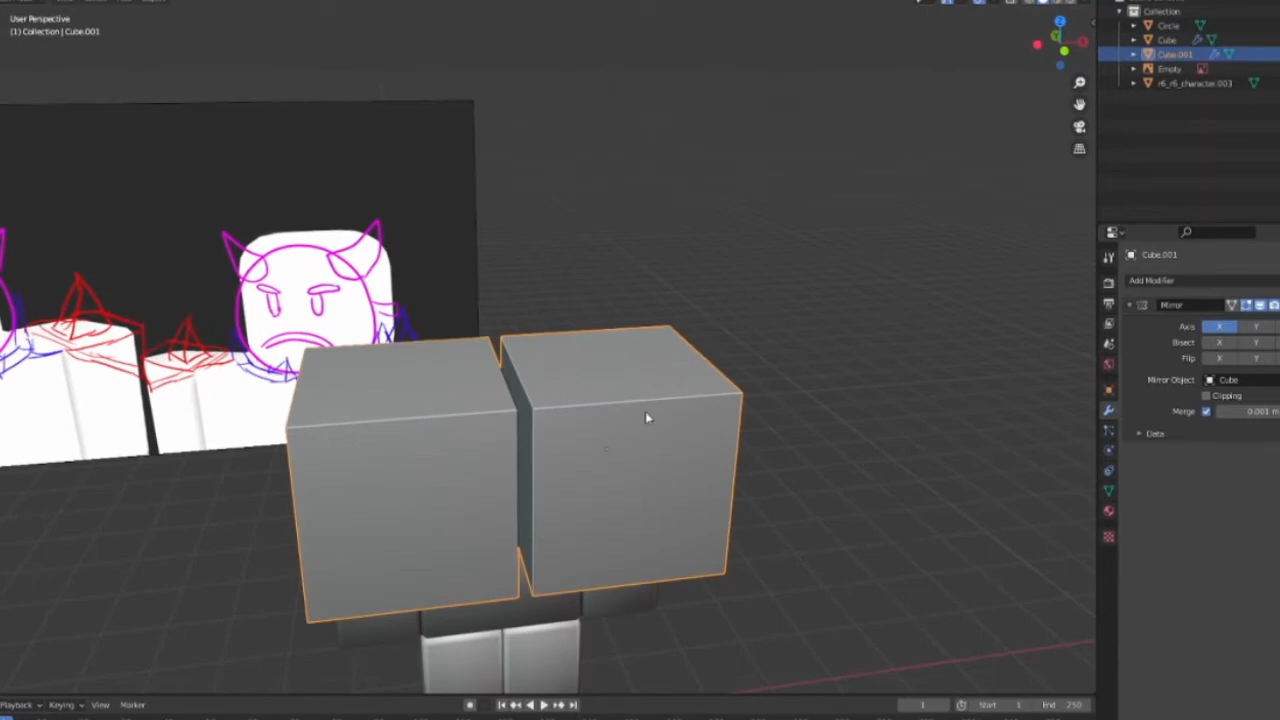 User Perspective
(1) Collection | Cube.001
Collection
Circle
Cube
Cube.001
Empty
r6_r6_character.003
Cube.001
Add Modifier
Mirror
Axis X Y
Bisect X Y
Flip X Y
Mirror Object Cube
Clipping
Merge 0.001 m
Data
Playback Keying View Marker
1 Start 1 End 250